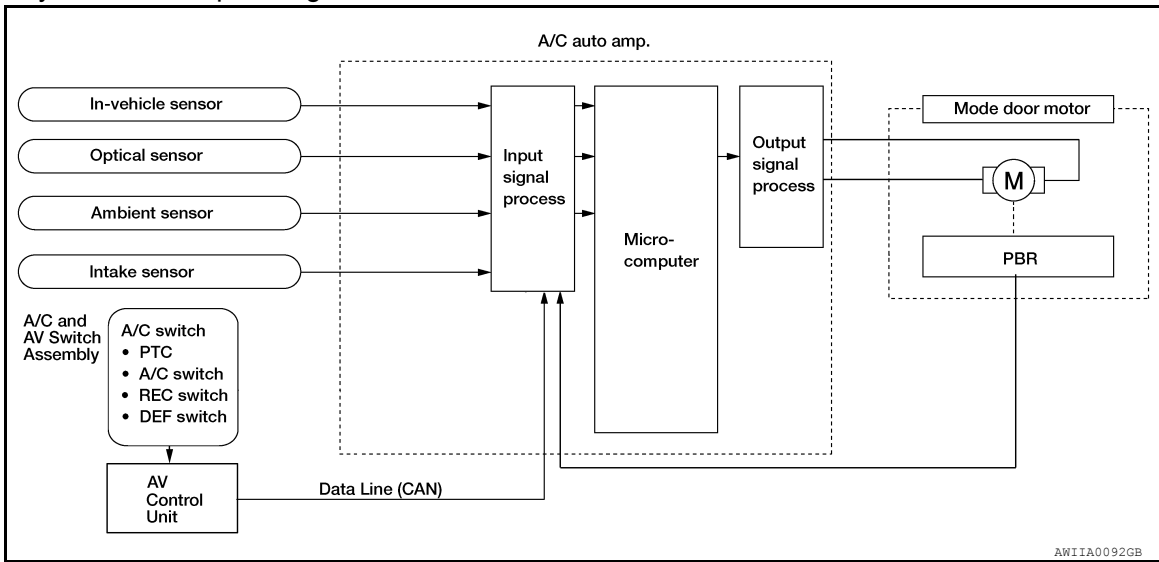 A/C auto amp.
In-vehicle sensor
Optical sensor
Ambient sensor
Intake sensor
Input
signal
process
Micro-
computer
Output
signal
process
Mode door motor
M
PBR
A/C and
AV Switch
Assembly
A/C switch
• PTC
• A/C switch
• REC switch
• DEF switch
AV
Control
Unit
Data Line (CAN)
AWIIA0092GB